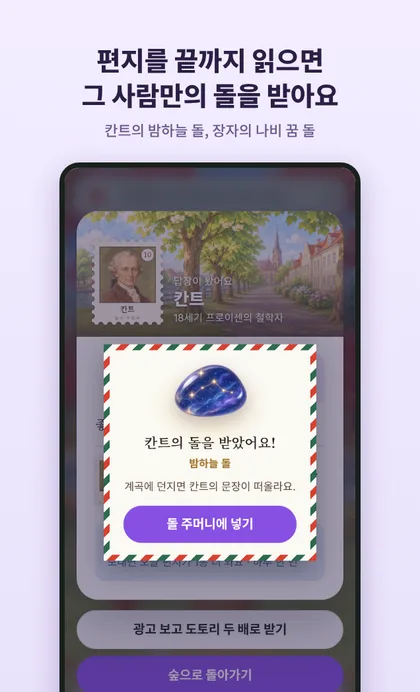 편지를 끝까지 읽으면
그 사람만의 돌을 받아요
칸트의 밤하늘 돌, 장자의 나비 꿈 돌
10
칸트
답장이 왔어요
칸트
18세기 프로이센의 철학자
칸트의 돌을 받았어요!
밤하늘 돌
계곡에 던지면 칸트의 문장이 떠올라요.
돌 주머니에 넣기
광고 보고 도토리 두 배로 받기
숲으로 돌아가기